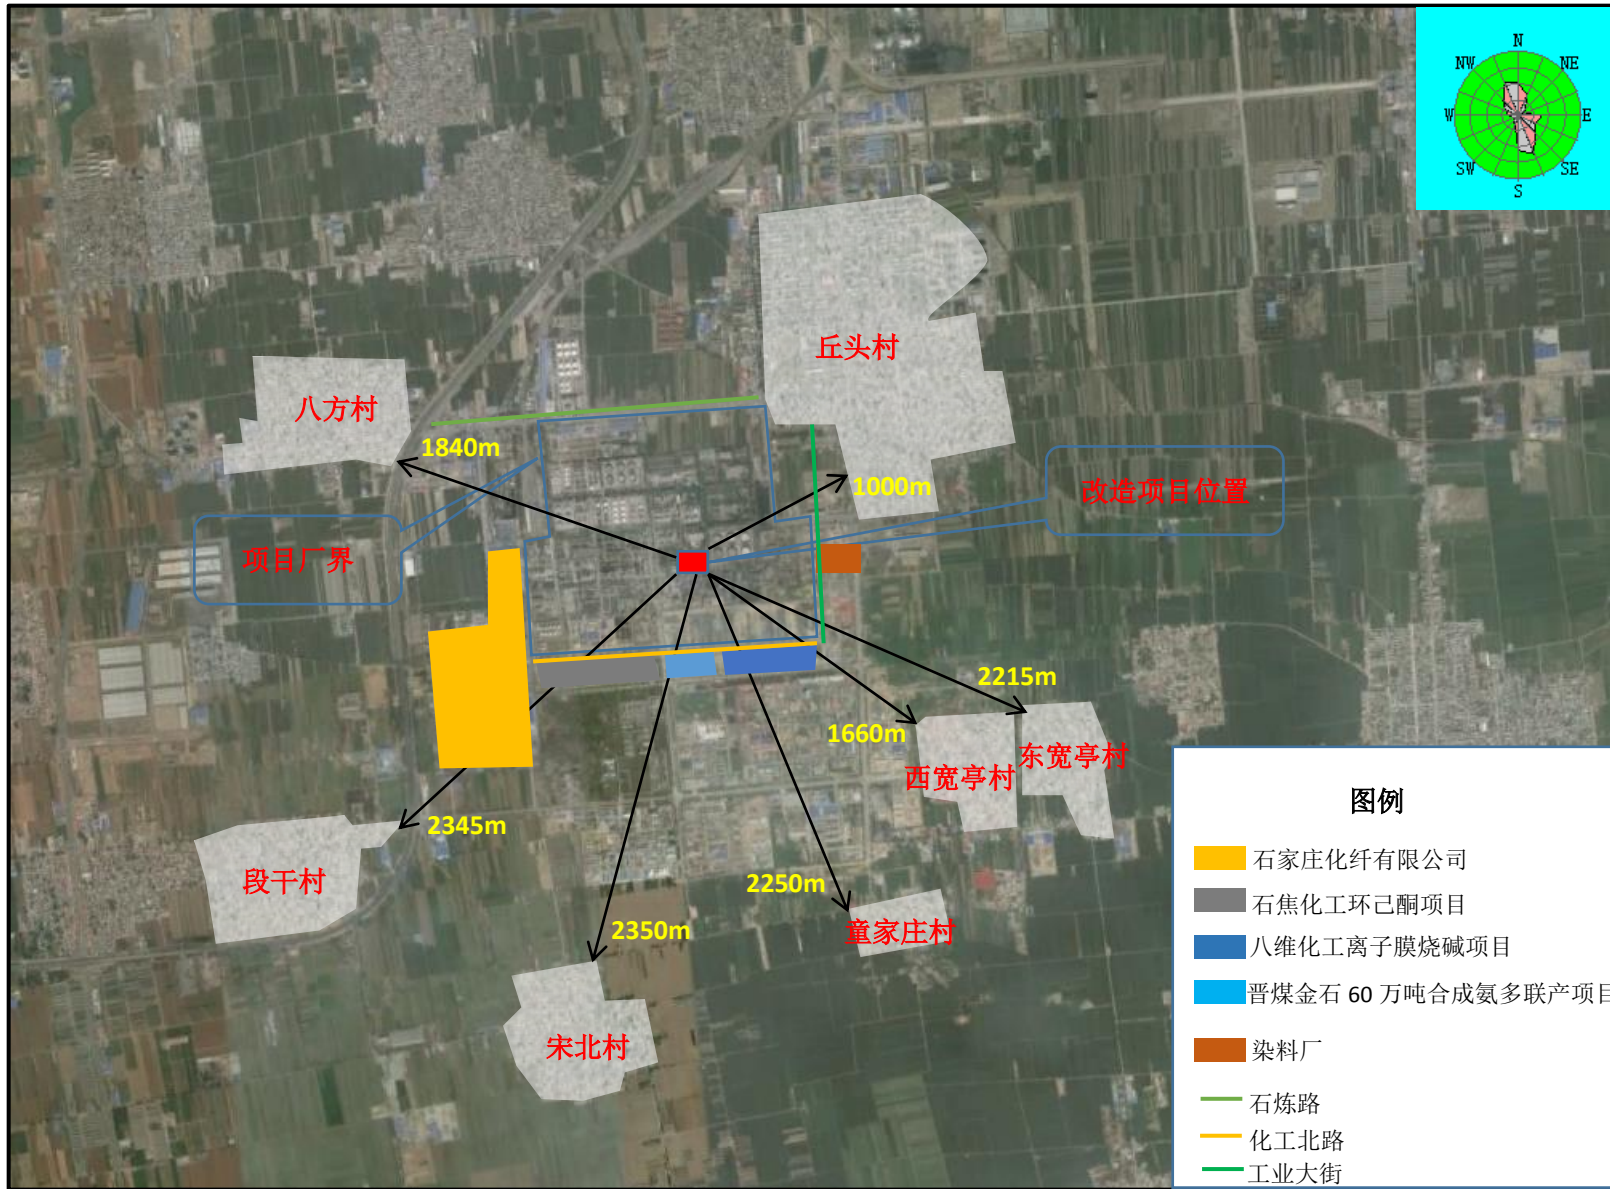 N
NW
NE
W
E
SW
SE
S
丘头村
八方村
1840m
1000m
改造项目位置
项目厂界
2215m
1660m
东宽亭村
西宽亭村
2345m
段干村
2250m
童家庄村
2350m
宋北村
图例
石家庄化纤有限公司
石焦化工环己酮项目
八维化工离子膜烧碱项目
晋煤金石 60 万吨合成氨多联产项目
染料厂
石炼路
化工北路
工业大街